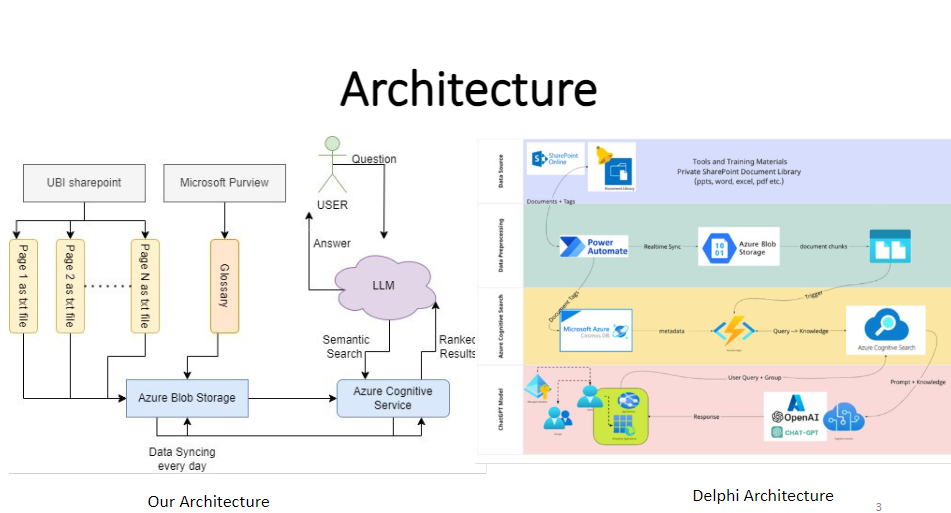 Architecture
UBI sharepoint
Microsoft Purview
Question
USER
Page 1 as txt file
Page 2 as txt file
Page N as txt file
Glossary
Answer
LLM
Semantic
Search
Ranked
Results
Azure Blob Storage
Azure Cognitive
Service
Data Syncing
every day
Our Architecture
Data Source
SharePoint
Online
Document Library
Tools and Training Materials
Private SharePoint Document Library
(ppts, word, excel, pdf etc.)
Documents + Tags
Data Preprocessing
Power
Automate
Realtime Sync
10
01
Azure Blob
Storage
document chunks
Trigger
Document Tags
Azure Cognitive Search
Microsoft Azure
Cosmos DB
metadata
Query --> Knowledge
Azure Cognitive Search
User Query + Group
Prompt + Knowledge
ChatGPT Model
Response
OpenAI
CHAT-GPT
Delphi Architecture
3